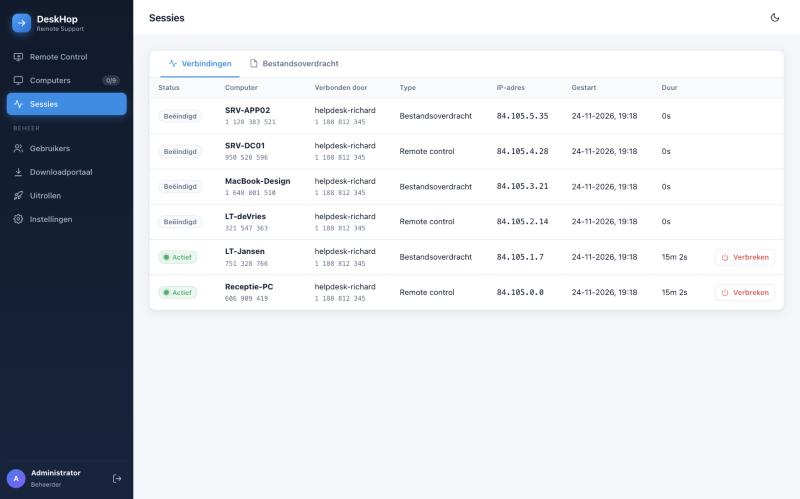 DeskHop
Remote Support
Remote Control
Computers 0/9
Sessies
BEHEER
Gebruikers
Downloadportaal
Uitrollen
Instellingen
A
Administrator
Beheerder
Sessies
Verbindingen Bestandsoverdracht
Status Computer Verbonden door Type IP-adres Gestart Duur
Beëindigd SRV-APP02 helpdesk-richard Bestandsoverdracht 84.105.5.35 24-11-2026, 19:18 0s
1 128 383 521 1 188 812 345
Beëindigd SRV-DC01 helpdesk-richard Remote control 84.105.4.28 24-11-2026, 19:18 0s
950 528 596 1 188 812 345
Beëindigd MacBook-Design helpdesk-richard Bestandsoverdracht 84.105.3.21 24-11-2026, 19:18 0s
1 648 801 510 1 188 812 345
Beëindigd LT-deVries helpdesk-richard Remote control 84.105.2.14 24-11-2026, 19:18 0s
321 547 363 1 188 812 345
Actief LT-Jansen helpdesk-richard Bestandsoverdracht 84.105.1.7 24-11-2026, 19:18 15m 2s Verbreken
751 328 766 1 188 812 345
Actief Receptie-PC helpdesk-richard Remote control 84.105.0.0 24-11-2026, 19:18 15m 2s Verbreken
606 909 419 1 188 812 345